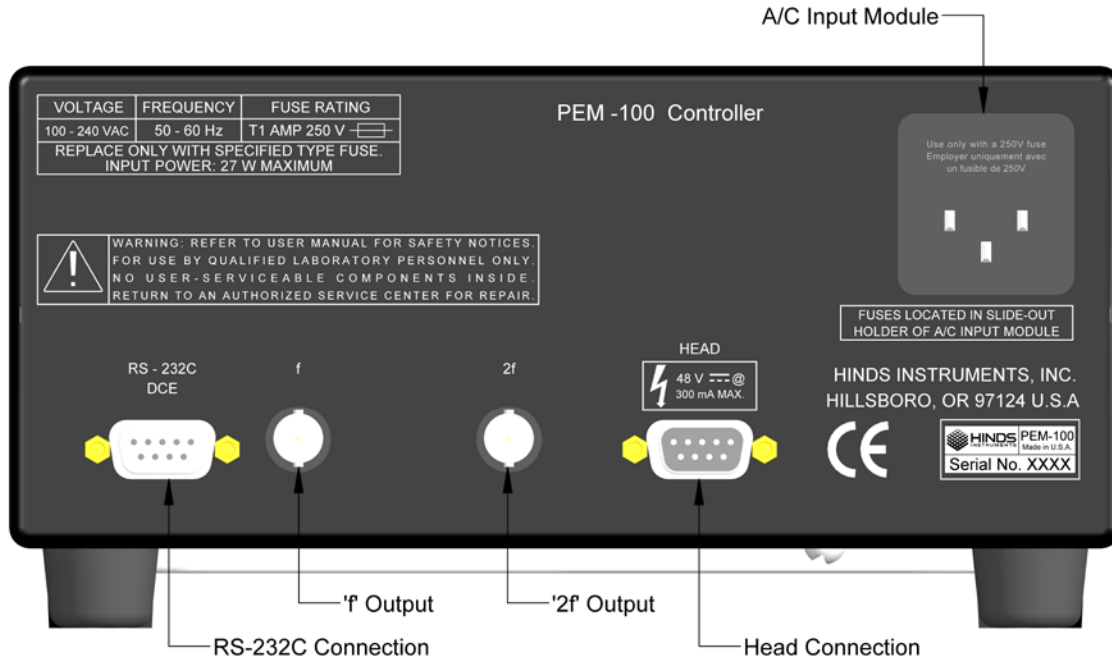 A/C Input Module
VOLTAGE FREQUENCY FUSE RATING
100 - 240 VAC 50 - 60 Hz T1 AMP 250 V
REPLACE ONLY WITH SPECIFIED TYPE FUSE.
INPUT POWER: 27 W MAXIMUM
PEM -100 Controller
Use only with a 250V fuse
Employer uniquement avec
un fusible de 250V
WARNING: REFER TO USER MANUAL FOR SAFETY NOTICES.
FOR USE BY QUALIFIED LABORATORY PERSONNEL ONLY.
NO USER-SERVICEABLE COMPONENTS INSIDE.
RETURN TO AN AUTHORIZED SERVICE CENTER FOR REPAIR.
FUSES LOCATED IN SLIDE-OUT
HOLDER OF A/C INPUT MODULE
RS - 232C
DCE
f
2f
HEAD
48 V @
300 mA MAX.
HINDS INSTRUMENTS, INC.
HILLSBORO, OR 97124 U.S.A
CE
HINDS
INSTRUMENTS
PEM-100
Made in U.S.A.
Serial No. XXXX
'f' Output
'2f' Output
RS-232C Connection
Head Connection